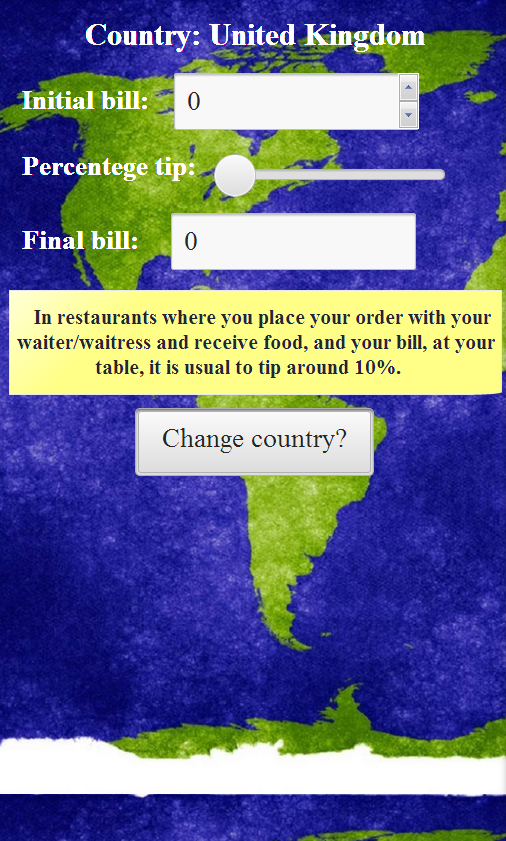 Country: United Kingdom
Initial bill: 0
Percentege tip:
Final bill: 0
In restaurants where you place your order with your
waiter/waitress and receive food, and your bill, at your
table, it is usual to tip around 10%.
Change country?